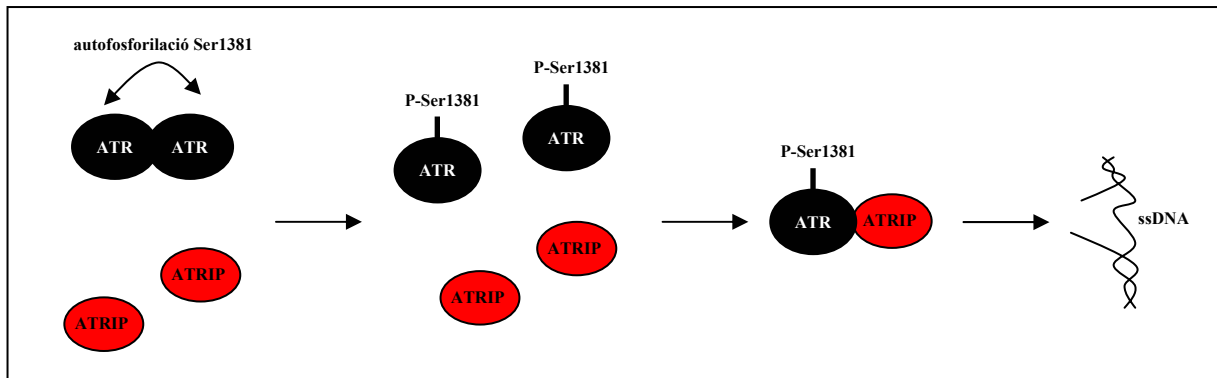 autofosforilació Ser1381
ATR
ATR
ATRIP
ATRIP
P-Ser1381
P-Ser1381
ATR
ATR
ATRIP
ATRIP
P-Ser1381
ATR
ATRIP
ssDNA